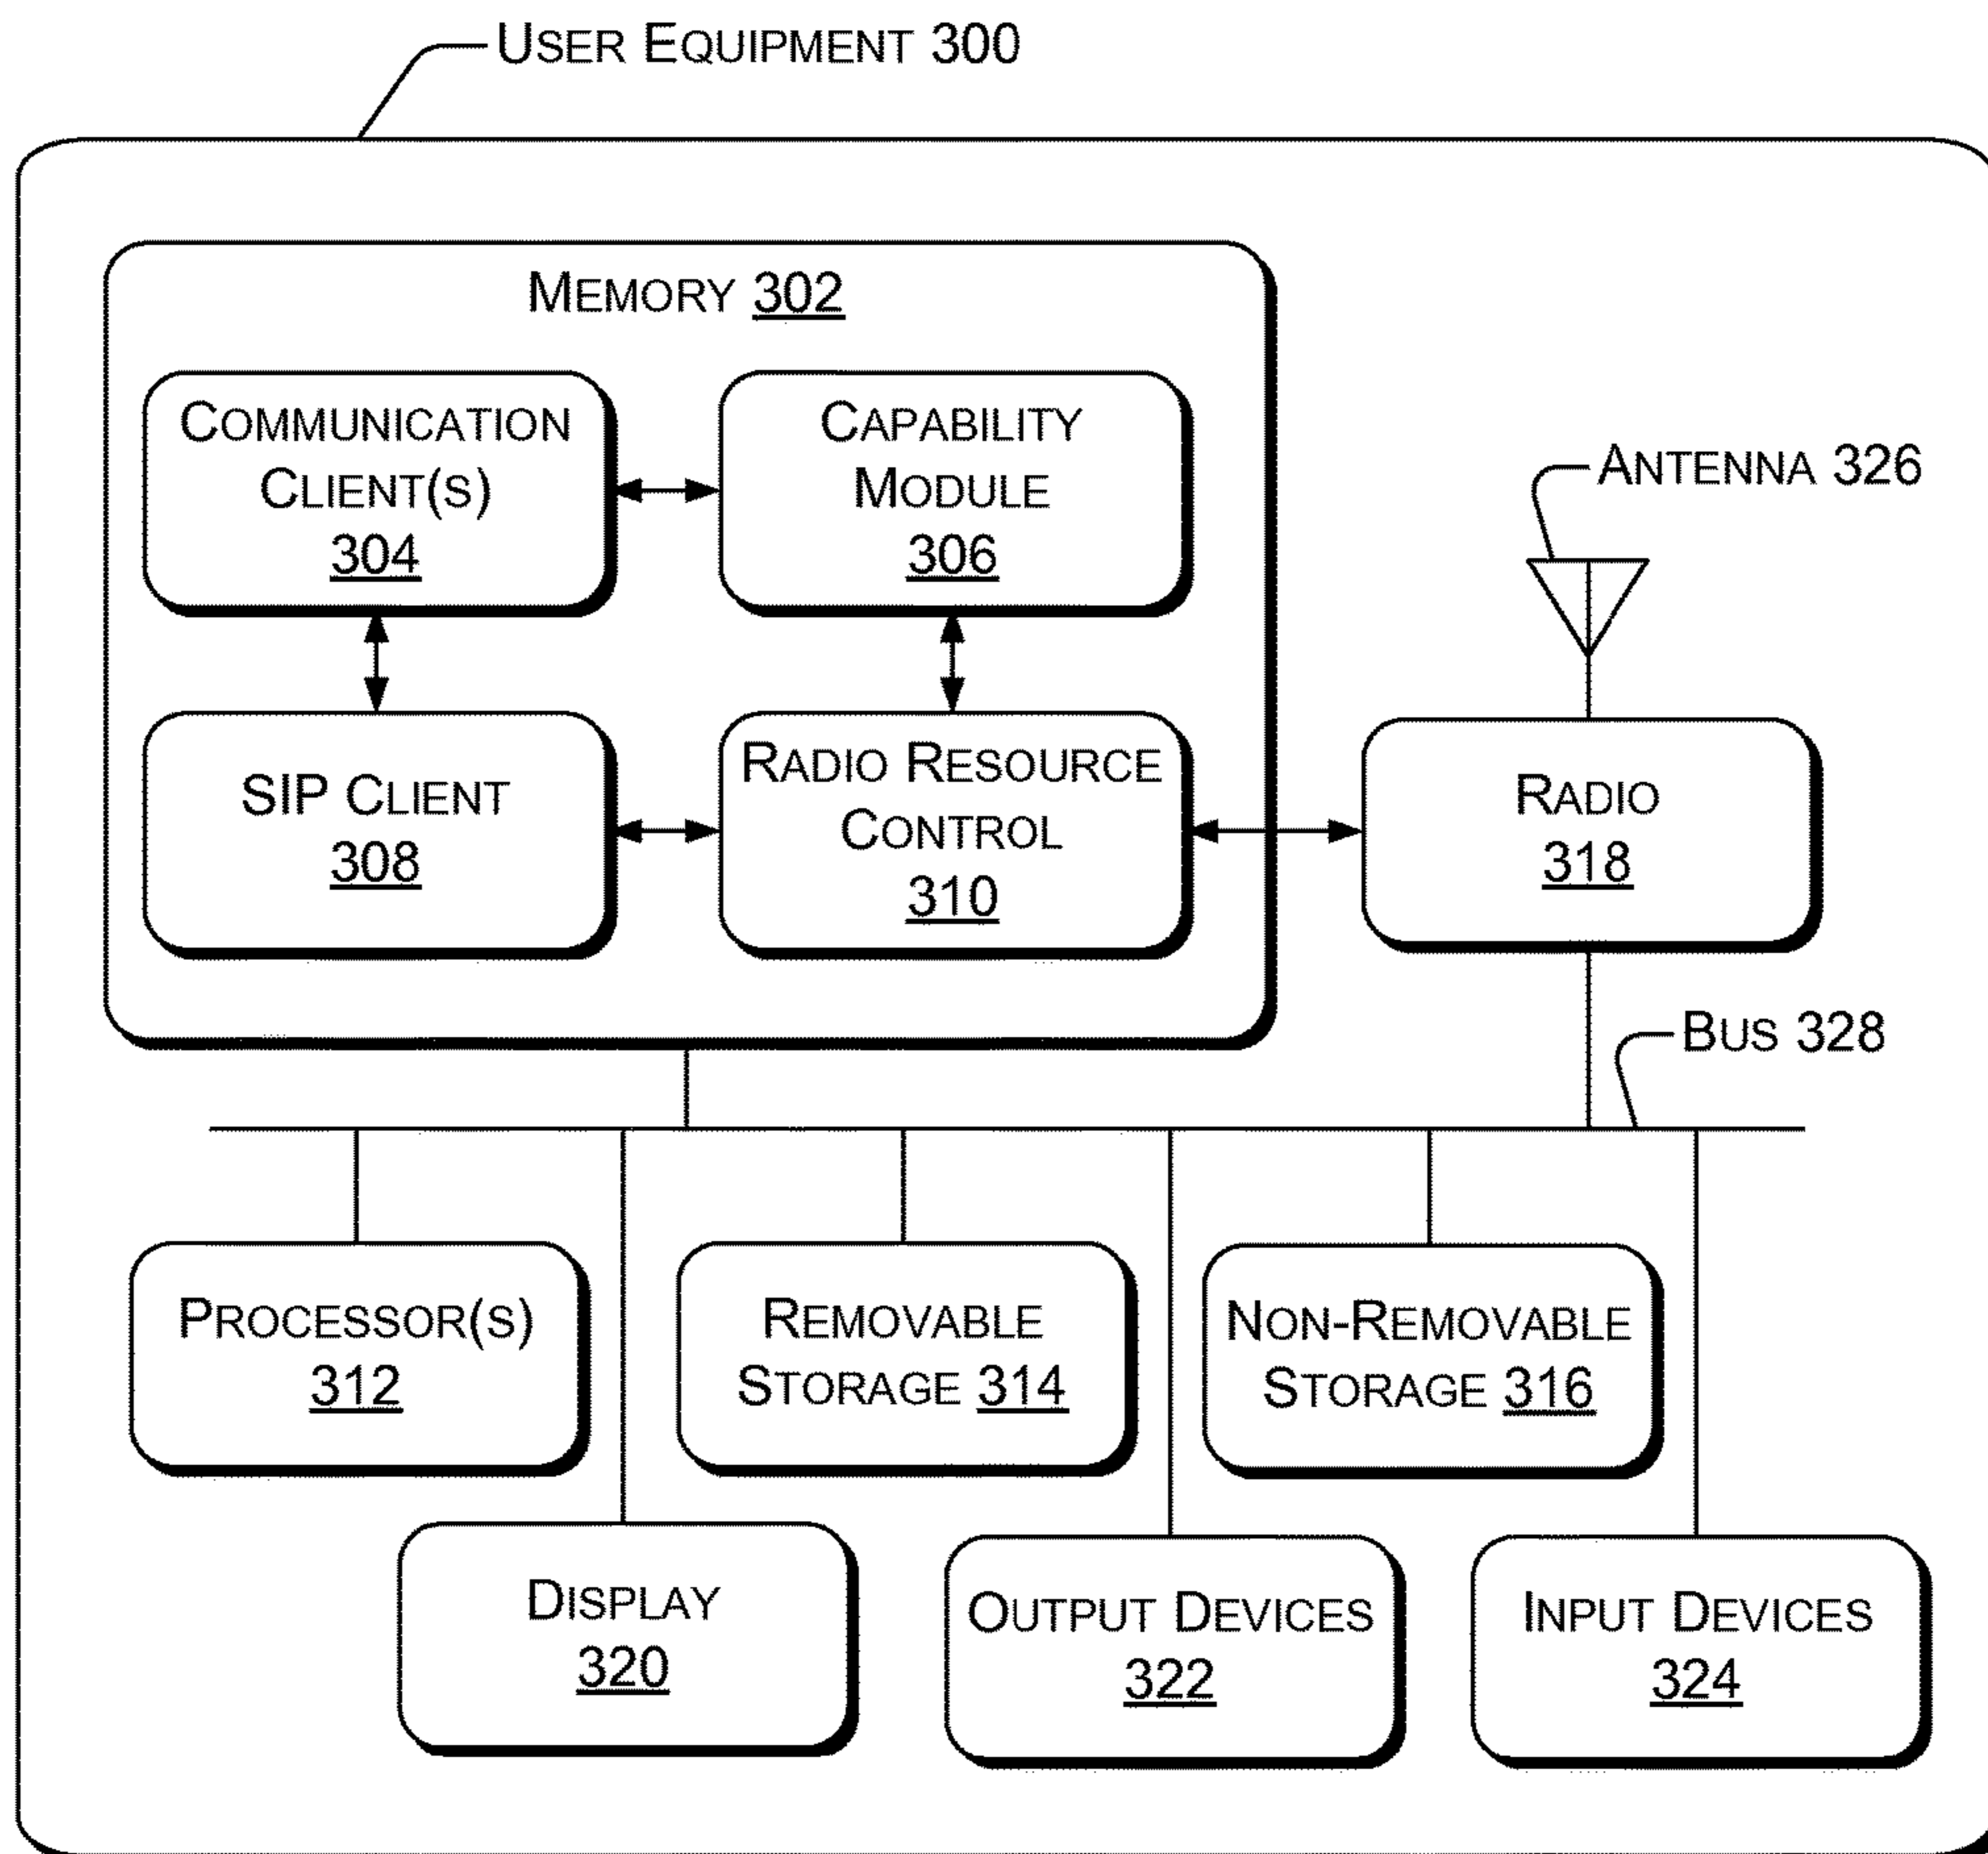 USER EQUIPMENT 300
MEMORY 302
COMMUNICATION
CLIENT(S)
304
CAPABILITY
MODULE
306
ANTENNA 326
SIP CLIENT
308
RADIO RESOURCE
CONTROL
310
RADIO
318
BUS 328
PROCESSOR(S)
312
REMOVABLE
STORAGE 314
NON-REMOVABLE
STORAGE 316
DISPLAY
320
OUTPUT DEVICES
322
INPUT DEVICES
324